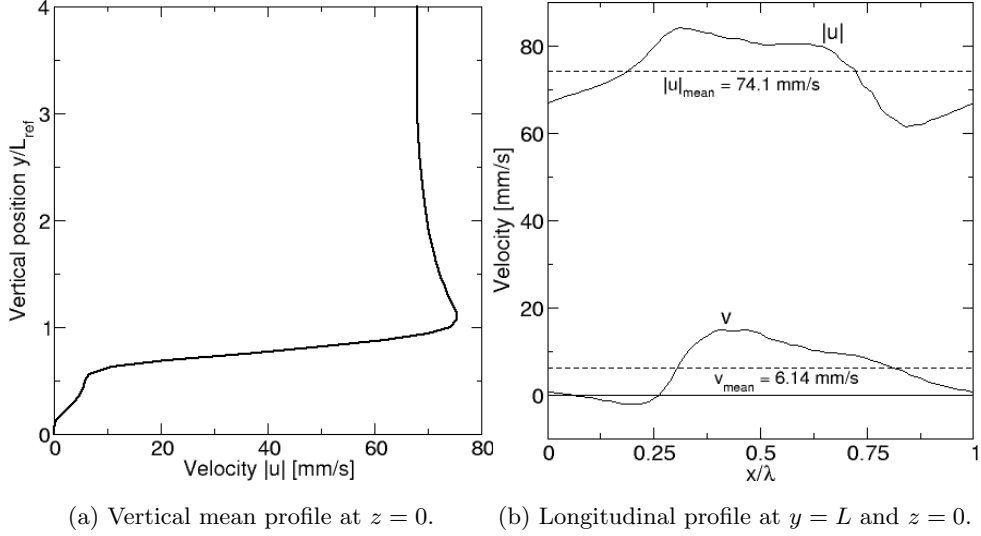 4
3
2
1
0
Vertical position y/L_ref
0
20
40
60
80
Velocity |u| [mm/s]
(a) Vertical mean profile at z = 0.
80
60
40
20
0
Velocity [mm/s]
|u|
|u|_mean = 74.1 mm/s
v
v_mean = 6.14 mm/s
0
0.25
0.5
0.75
1
x/λ
(b) Longitudinal profile at y = L and z = 0.